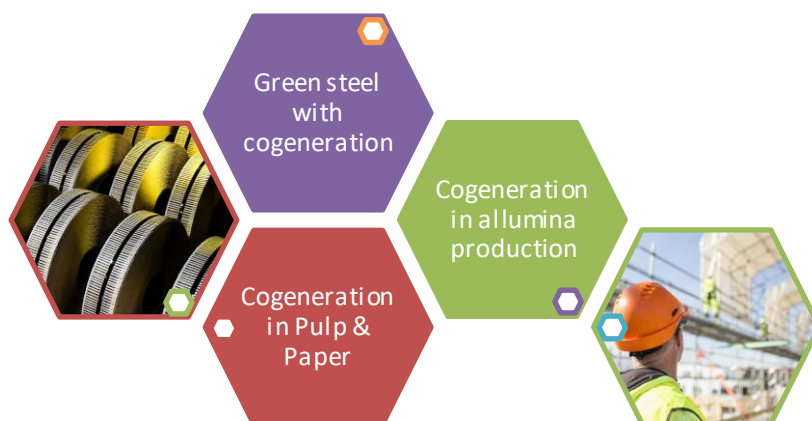 Green steel
with
cogeneration
Cogeneration
in allumina
production
Cogeneration
in Pulp &
Paper